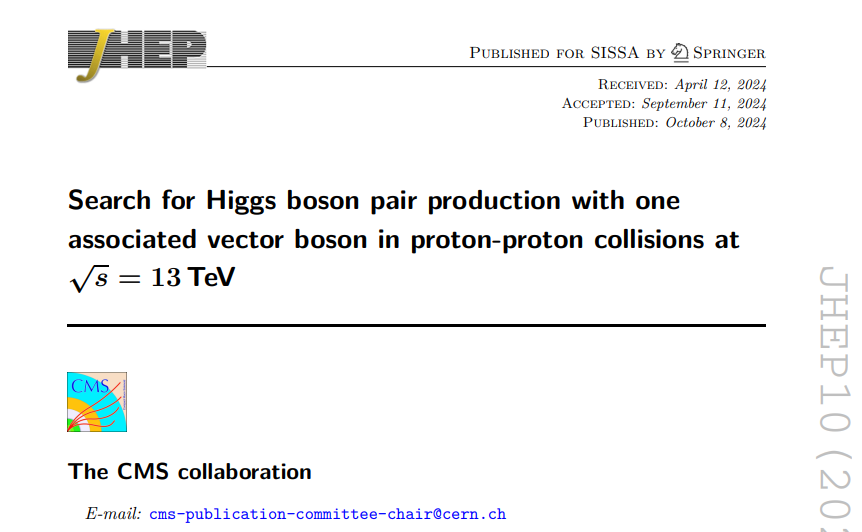 JHEP
PUBLISHED FOR SISSA BY Springer
RECEIVED: April 12, 2024
ACCEPTED: September 11, 2024
PUBLISHED: October 8, 2024
Search for Higgs boson pair production with one
associated vector boson in proton-proton collisions at
√s = 13 TeV
CMS
The CMS collaboration
E-mail: cms-publication-committee-chair@cern.ch
JHEP10(20